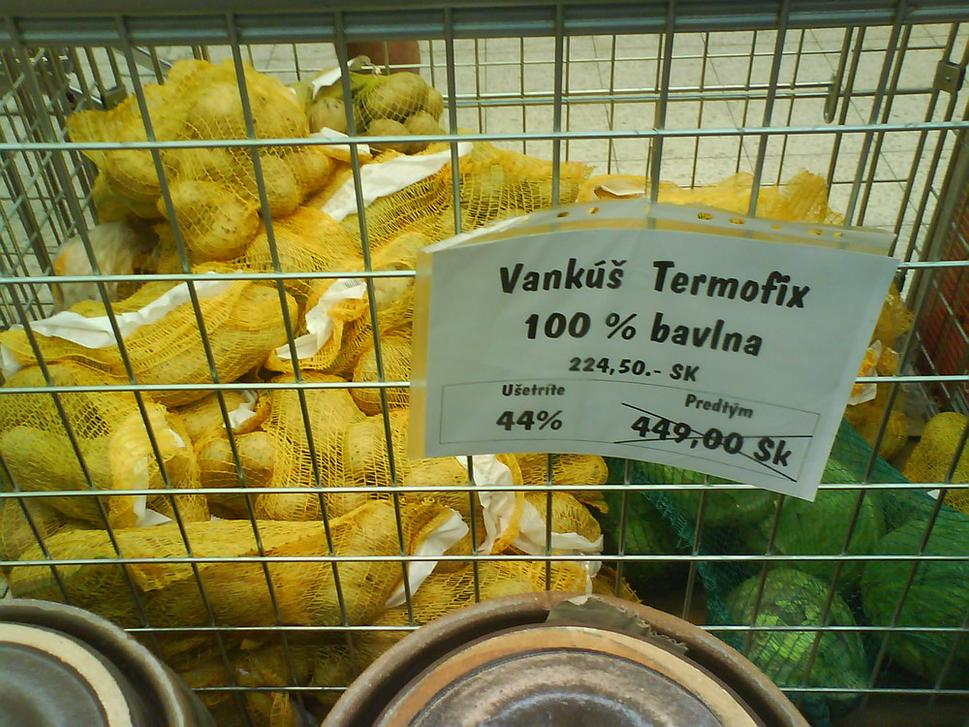 Vankúš Termofix
100 % bavlna
224,50.- SK
Ušetríte
44%
Predtým
449,00 Sk